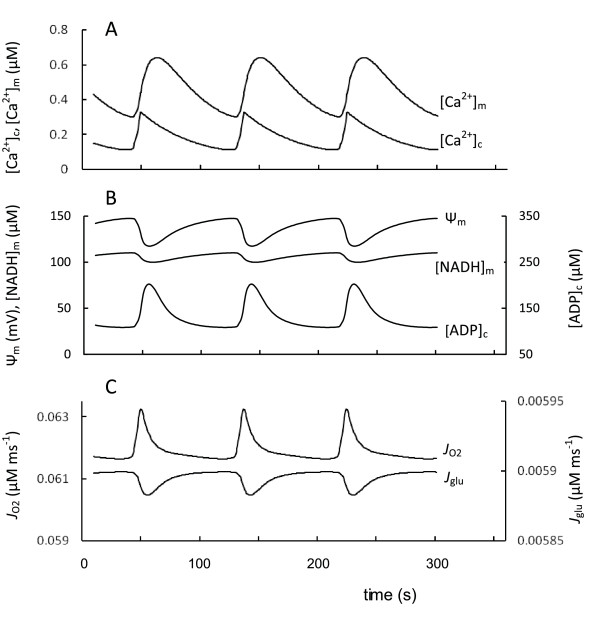 A
0.8
0.6
0.4
0.2
0
[Ca²⁺]c, [Ca²⁺]m (µM)
[Ca²⁺]m
[Ca²⁺]c
B
150
100
50
0
Ψm (mV), [NADH]m (µM)
350
250
150
50
[ADP]c (µM)
Ψm
[NADH]m
[ADP]c
C
0.063
0.061
0.059
JO2 (µM ms⁻¹)
0.00595
0.0059
0.00585
Jglu (µM ms⁻¹)
JO2
Jglu
0 100 200 300
time (s)